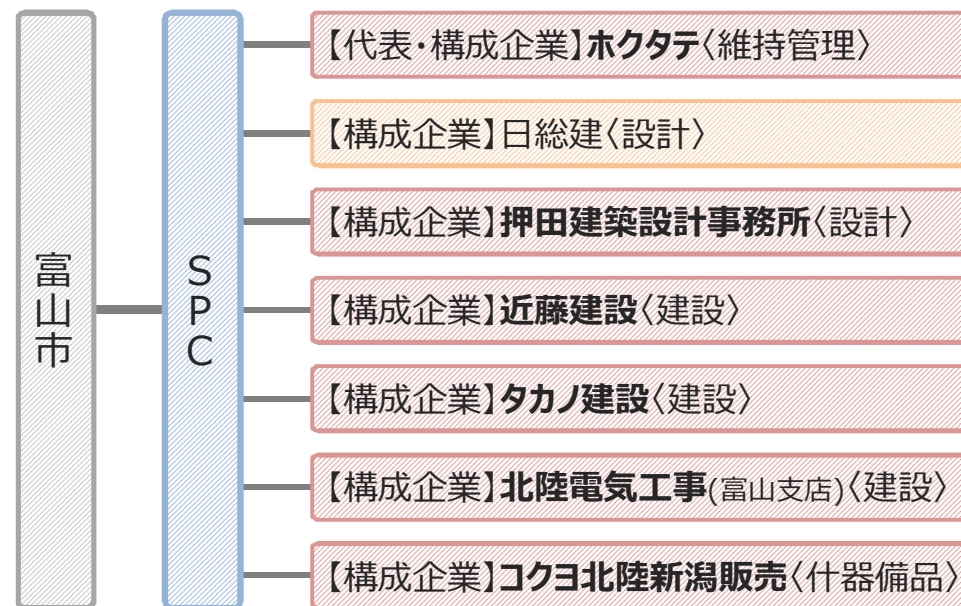 富山市
SPC
【代表・構成企業】ホクタテ〈維持管理〉
【構成企業】日総建〈設計〉
【構成企業】押田建築設計事務所〈設計〉
【構成企業】近藤建設〈建設〉
【構成企業】タカノ建設〈建設〉
【構成企業】北陸電気工事(富山支店)〈建設〉
【構成企業】コクヨ北陸新潟販売〈什器備品〉